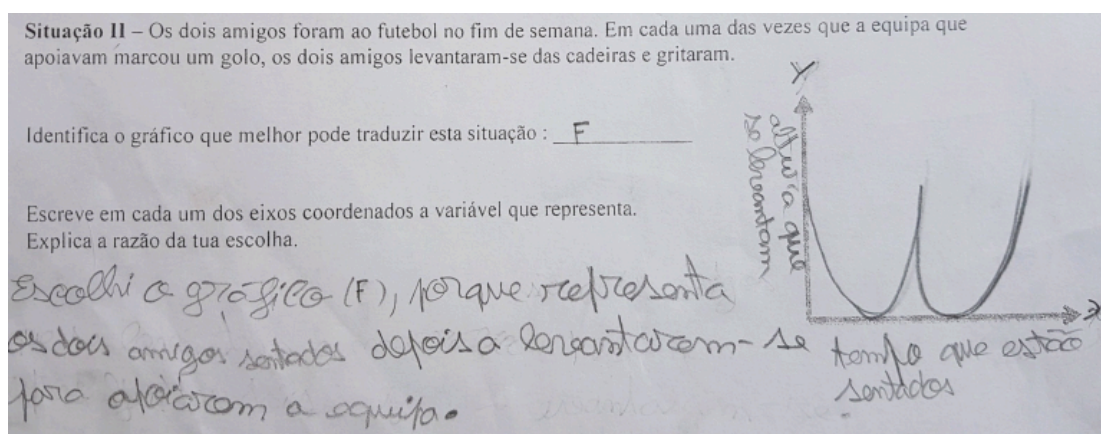 Situação II – Os dois amigos foram ao futebol no fim de semana. Em cada uma das vezes que a equipa que
apoiavam marcou um golo, os dois amigos levantaram-se das cadeiras e gritaram.
Identifica o gráfico que melhor pode traduzir esta situação : F
Escreve em cada um dos eixos coordenados a variável que representa.
Explica a razão da tua escolha.
Escolhi o gráfico (F), porque representa
os dois amigos sentados depois a levantarem-se
para apoiarem a equipa.
Y
altura que
se levantam
x
tempo que estão
sentados